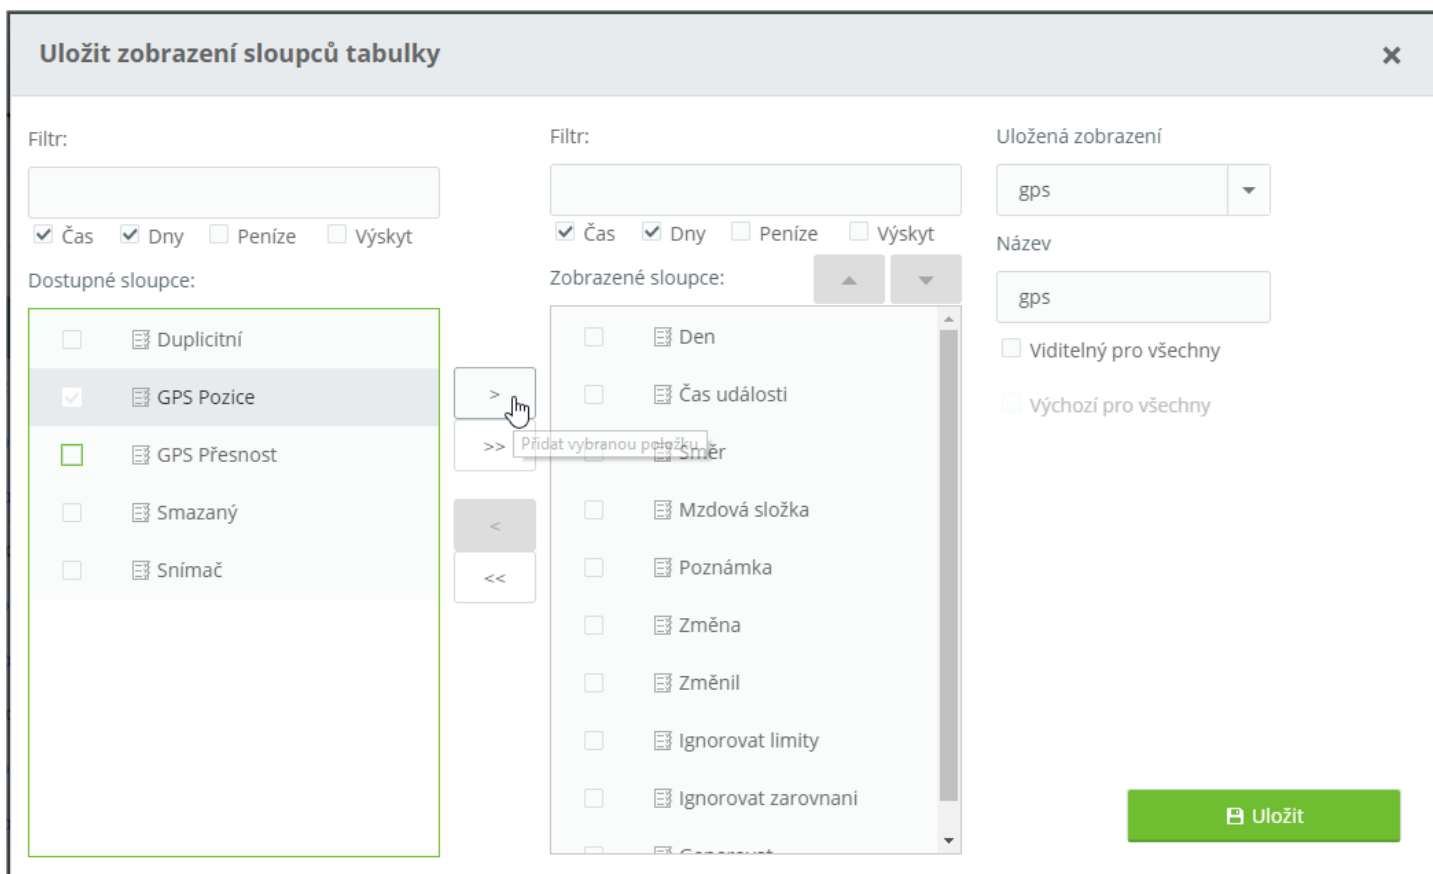 Uložit zobrazení sloupců tabulky
Filtr:
Čas Dny Peníze Výskyt
Dostupné sloupce:
Duplicitní
GPS Pozice
GPS Přesnost
Smazaný
Snímač
>
>>
<
<<
Přidat vybranou položku
Filtr:
Čas Dny Peníze Výskyt
Zobrazené sloupce:
Den
Čas události
Směr
Mzdová složka
Poznámka
Změna
Změnil
Ignorovat limity
Ignorovat zarovnani
Uložená zobrazení
gps
Název
gps
Viditelný pro všechny
Výchozí pro všechny
Uložit